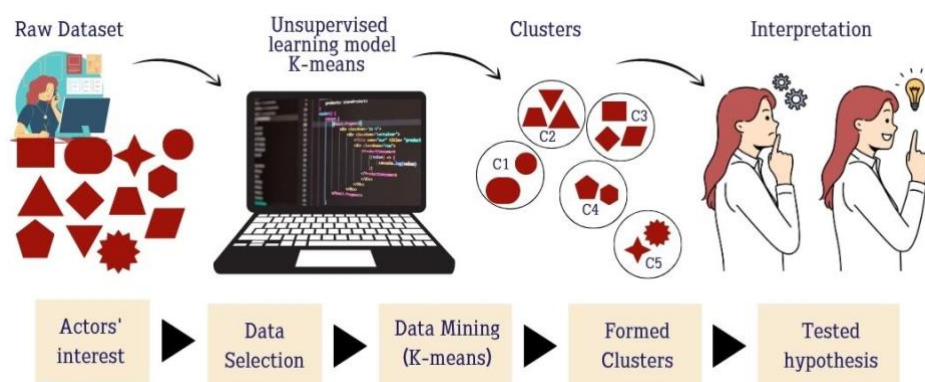 Raw Dataset
Unsupervised
learning model
K-means
Clusters
Interpretation
C1
C2
C3
C4
C5
Actors'
interest
Data
Selection
Data Mining
(K-means)
Formed
Clusters
Tested
hypothesis